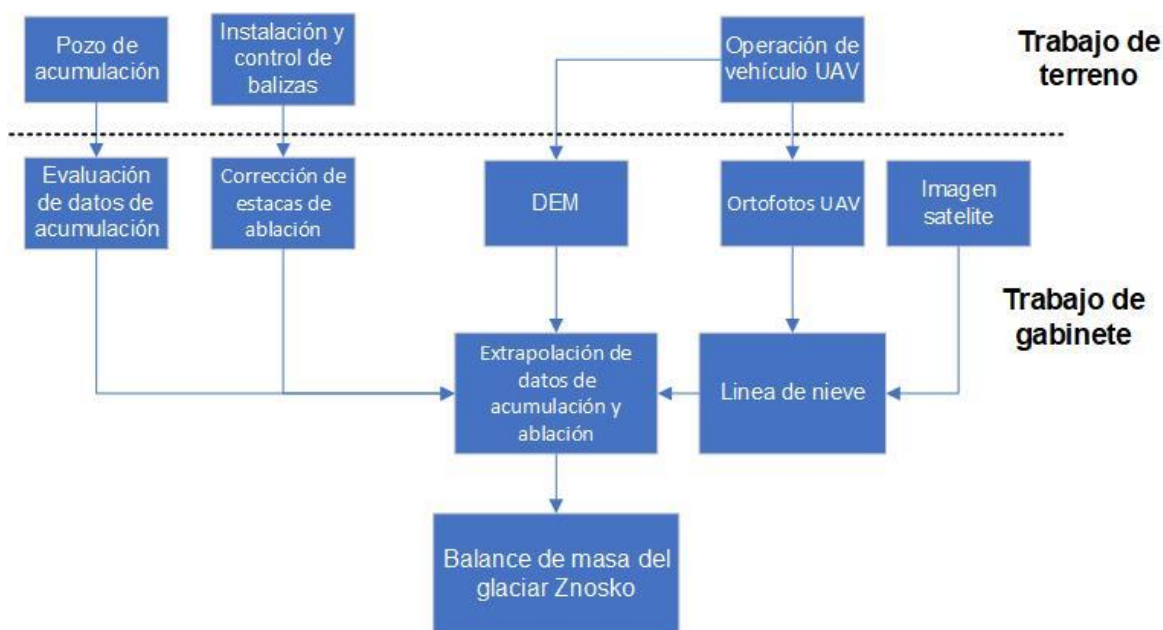 Pozo de
acumulación
Instalación y
control de
balizas
Operación de
vehículo UAV
Trabajo de
terreno
Evaluación
de datos de
acumulación
Corrección de
estacas de
ablación
DEM
Ortofotos UAV
Imagen
satelite
Trabajo de
gabinete
Extrapolación de
datos de
acumulación y
ablación
Linea de nieve
Balance de masa del
glaciar Znosko